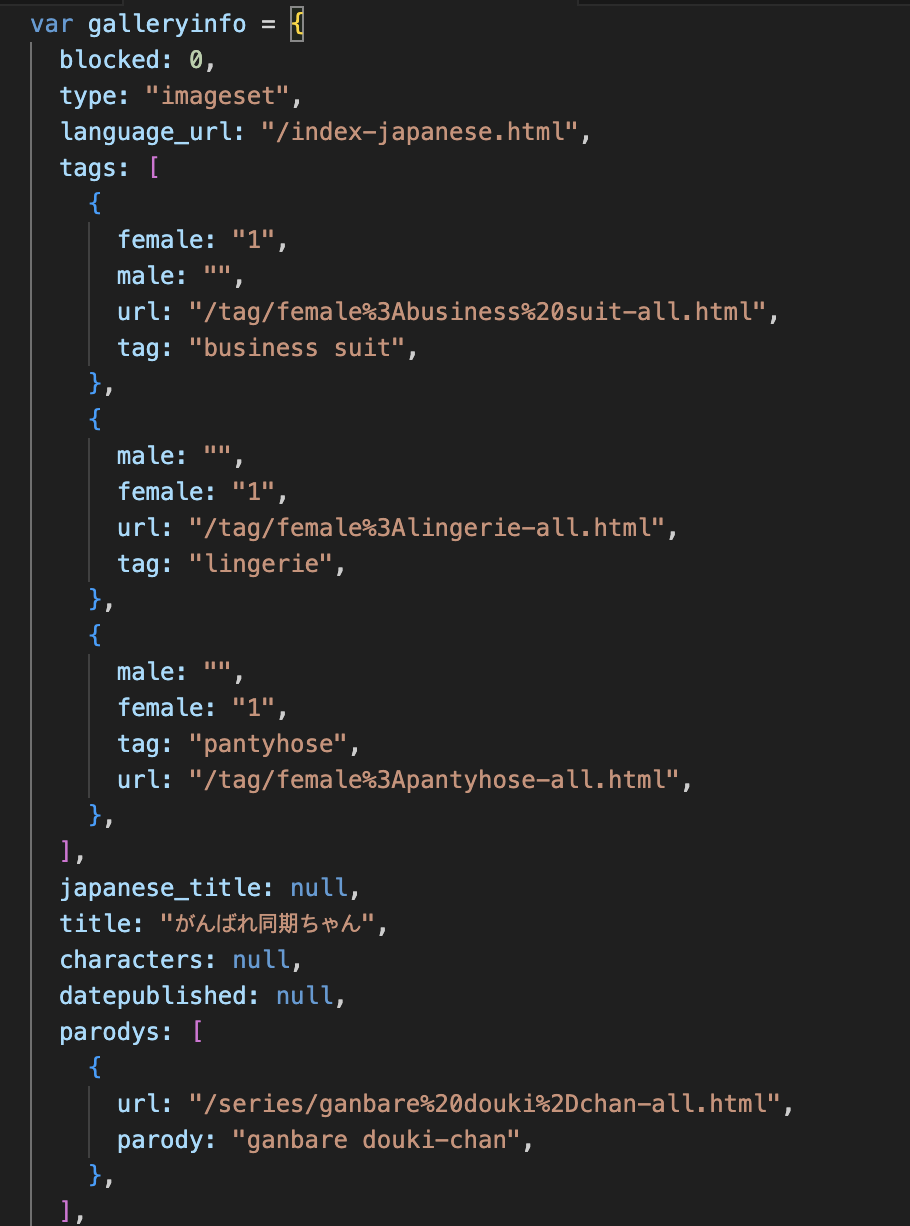 var galleryinfo = {
blocked: 0,
type: "imageset",
language_url: "/index-japanese.html",
tags: [
{
female: "1",
male: "",
url: "/tag/female%3Abusiness%20suit-all.html",
tag: "business suit",
},
{
male: "",
female: "1",
url: "/tag/female%3Alingerie-all.html",
tag: "lingerie",
},
{
male: "",
female: "1",
tag: "pantyhose",
url: "/tag/female%3Apantyhose-all.html",
},
],
japanese_title: null,
title: "がんばれ同期ちゃん",
characters: null,
datepublished: null,
parodys: [
{
url: "/series/ganbare%20douki%2Dchan-all.html",
parody: "ganbare douki-chan",
},
],